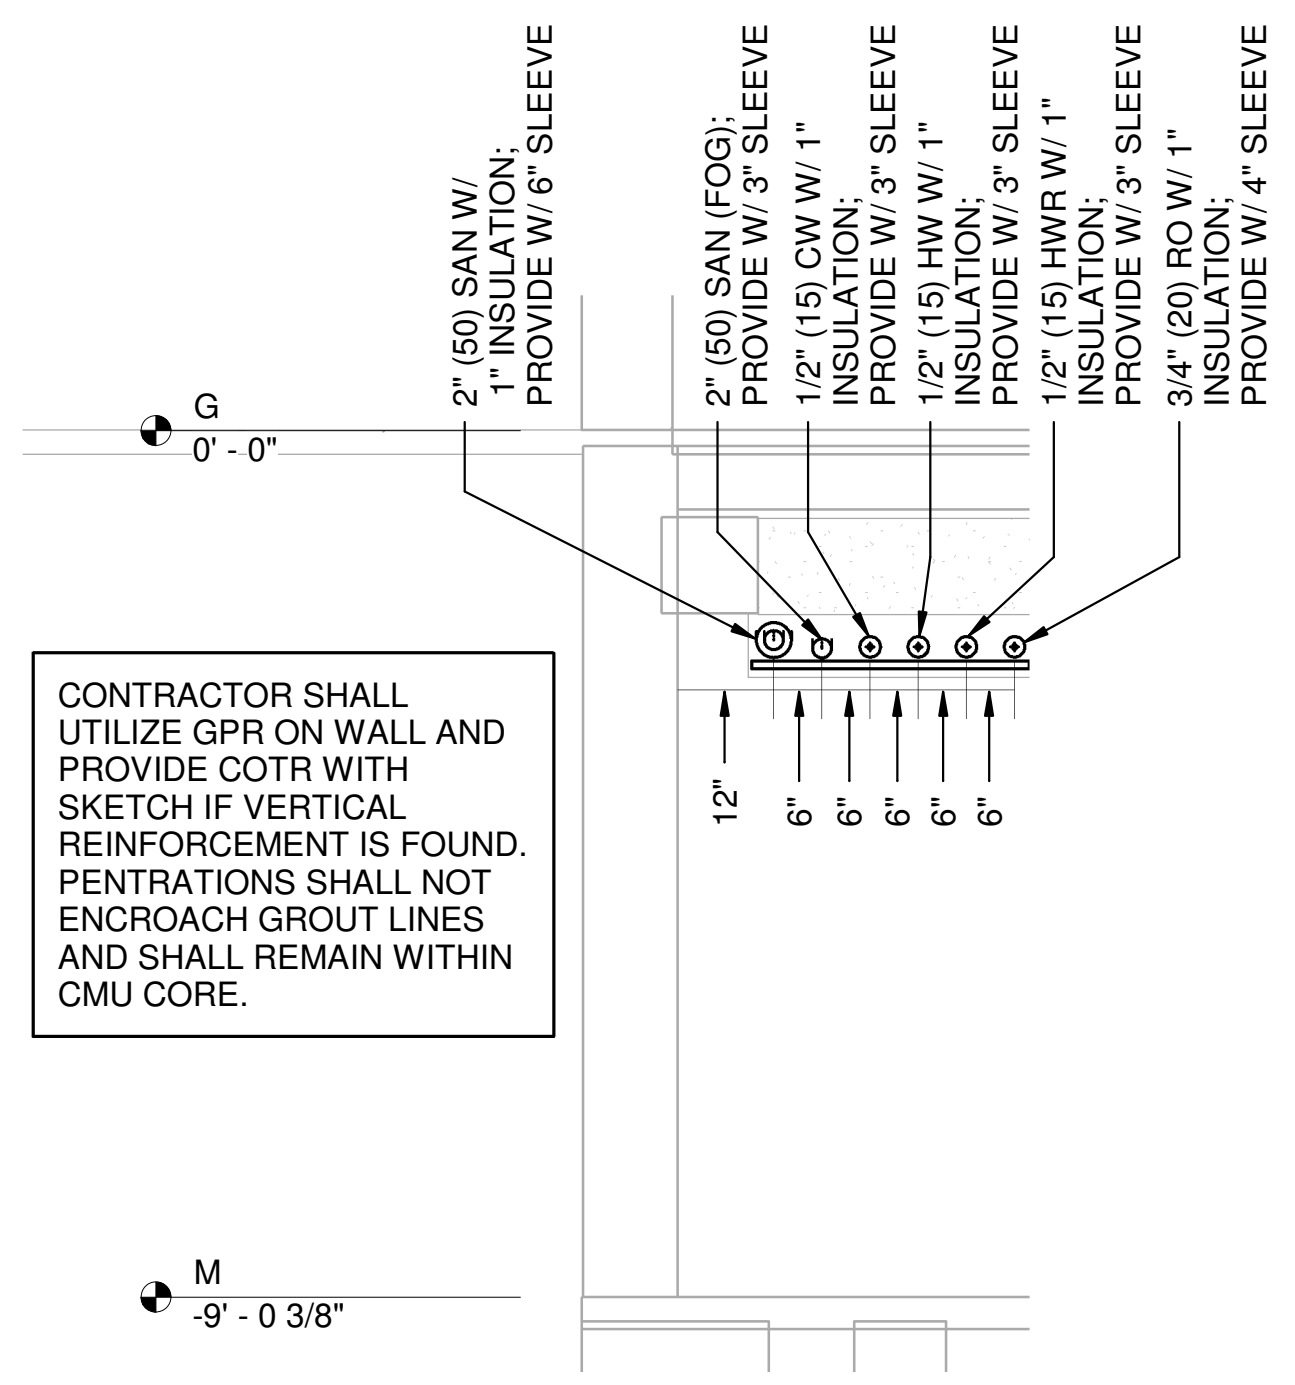 2" (50) SAN W/
1" INSULATION;
PROVIDE W/ 6" SLEEVE
2" (50) SAN (FOG);
PROVIDE W/ 3" SLEEVE
1/2" (15) CW W/ 1"
INSULATION;
PROVIDE W/ 3" SLEEVE
1/2" (15) HW W/ 1"
INSULATION;
PROVIDE W/ 3" SLEEVE
1/2" (15) HWR W/ 1"
INSULATION;
PROVIDE W/ 3" SLEEVE
3/4" (20) RO W/ 1"
INSULATION;
PROVIDE W/ 4" SLEEVE
G
0' - 0"
CONTRACTOR SHALL
UTILIZE GPR ON WALL AND
PROVIDE COTR WITH
SKETCH IF VERTICAL
REINFORCEMENT IS FOUND.
PENTRATIONS SHALL NOT
ENCROACH GROUT LINES
AND SHALL REMAIN WITHIN
CMU CORE.
12"
6"
6"
6"
6"
6"
M
-9' - 0 3/8"